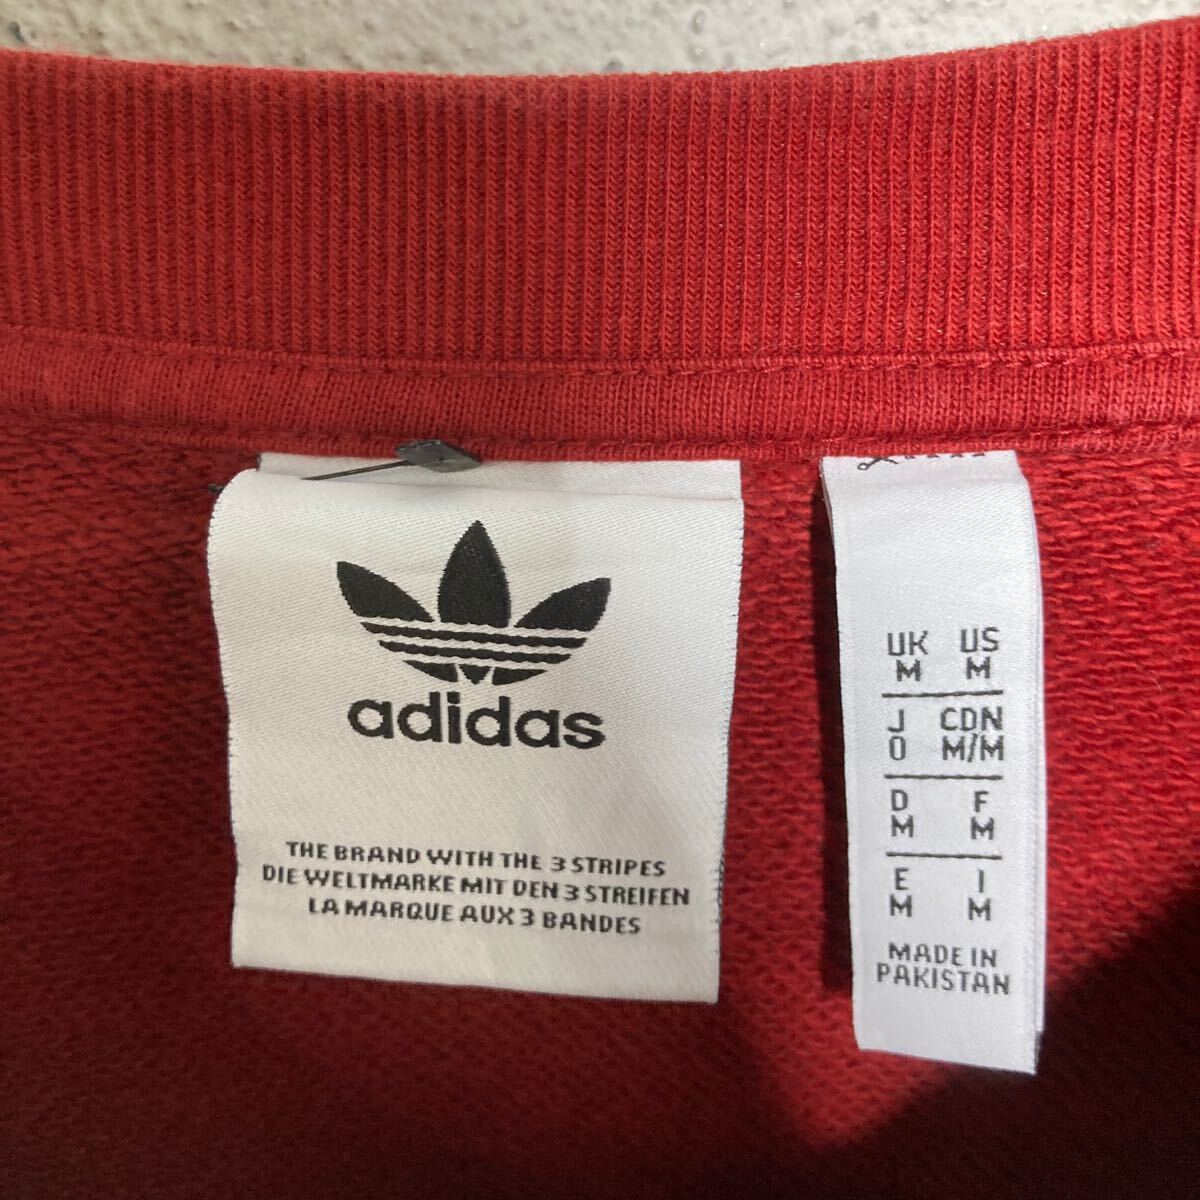 adidas
THE BRAND WITH THE 3 STRIPES
DIE WELTMARKE MIT DEN 3 STREIFEN
LA MARQUE AUX 3 BANDES
UK US
M M
J CDN
O M/M
D F
M M
E I
M M
MADE IN
PAKISTAN